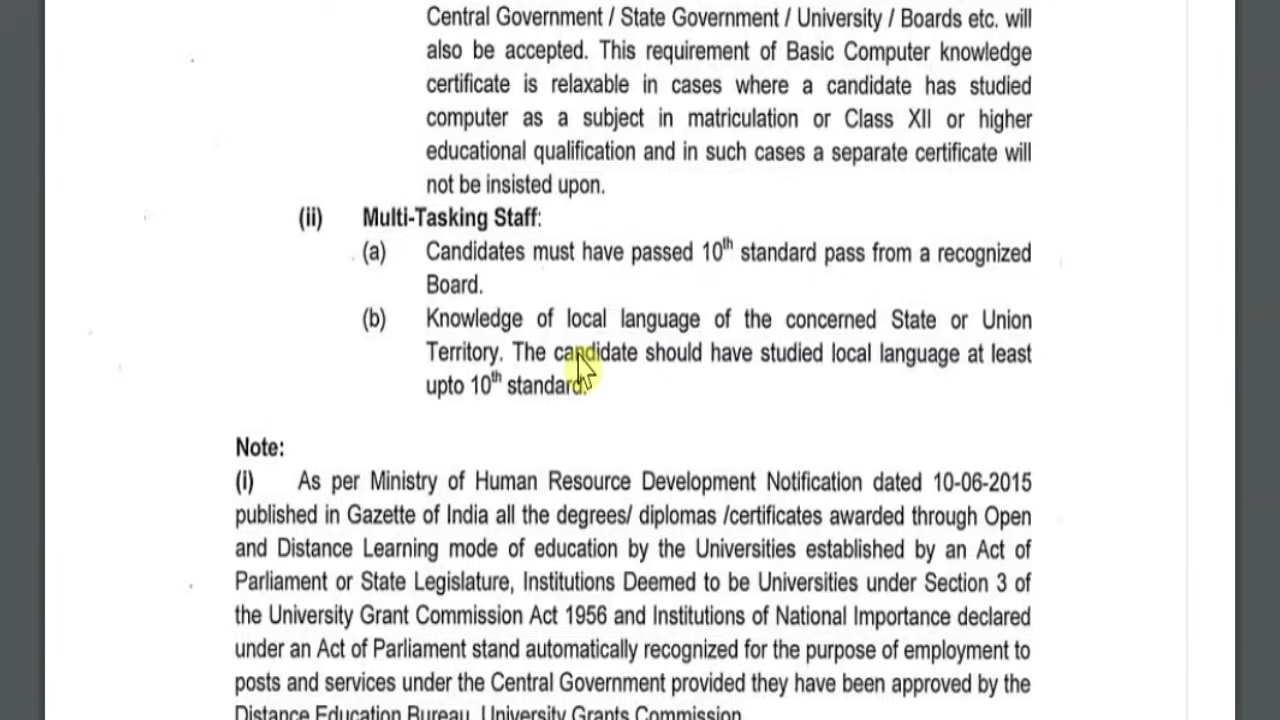 Central Government / State Government / University / Boards etc. will
also be accepted. This requirement of Basic Computer knowledge
certificate is relaxable in cases where a candidate has studied
computer as a subject in matriculation or Class XII or higher
educational qualification and in such cases a separate certificate will
not be insisted upon.
(ii) Multi-Tasking Staff:
(a) Candidates must have passed 10th standard pass from a recognized
Board.
(b) Knowledge of local language of the concerned State or Union
Territory. The candidate should have studied local language at least
upto 10th standard.
Note:
(i) As per Ministry of Human Resource Development Notification dated 10-06-2015
published in Gazette of India all the degrees/ diplomas /certificates awarded through Open
and Distance Learning mode of education by the Universities established by an Act of
Parliament or State Legislature, Institutions Deemed to be Universities under Section 3 of
the University Grant Commission Act 1956 and Institutions of National Importance declared
under an Act of Parliament stand automatically recognized for the purpose of employment to
posts and services under the Central Government provided they have been approved by the
Distance Education Bureau, University Grants Commission